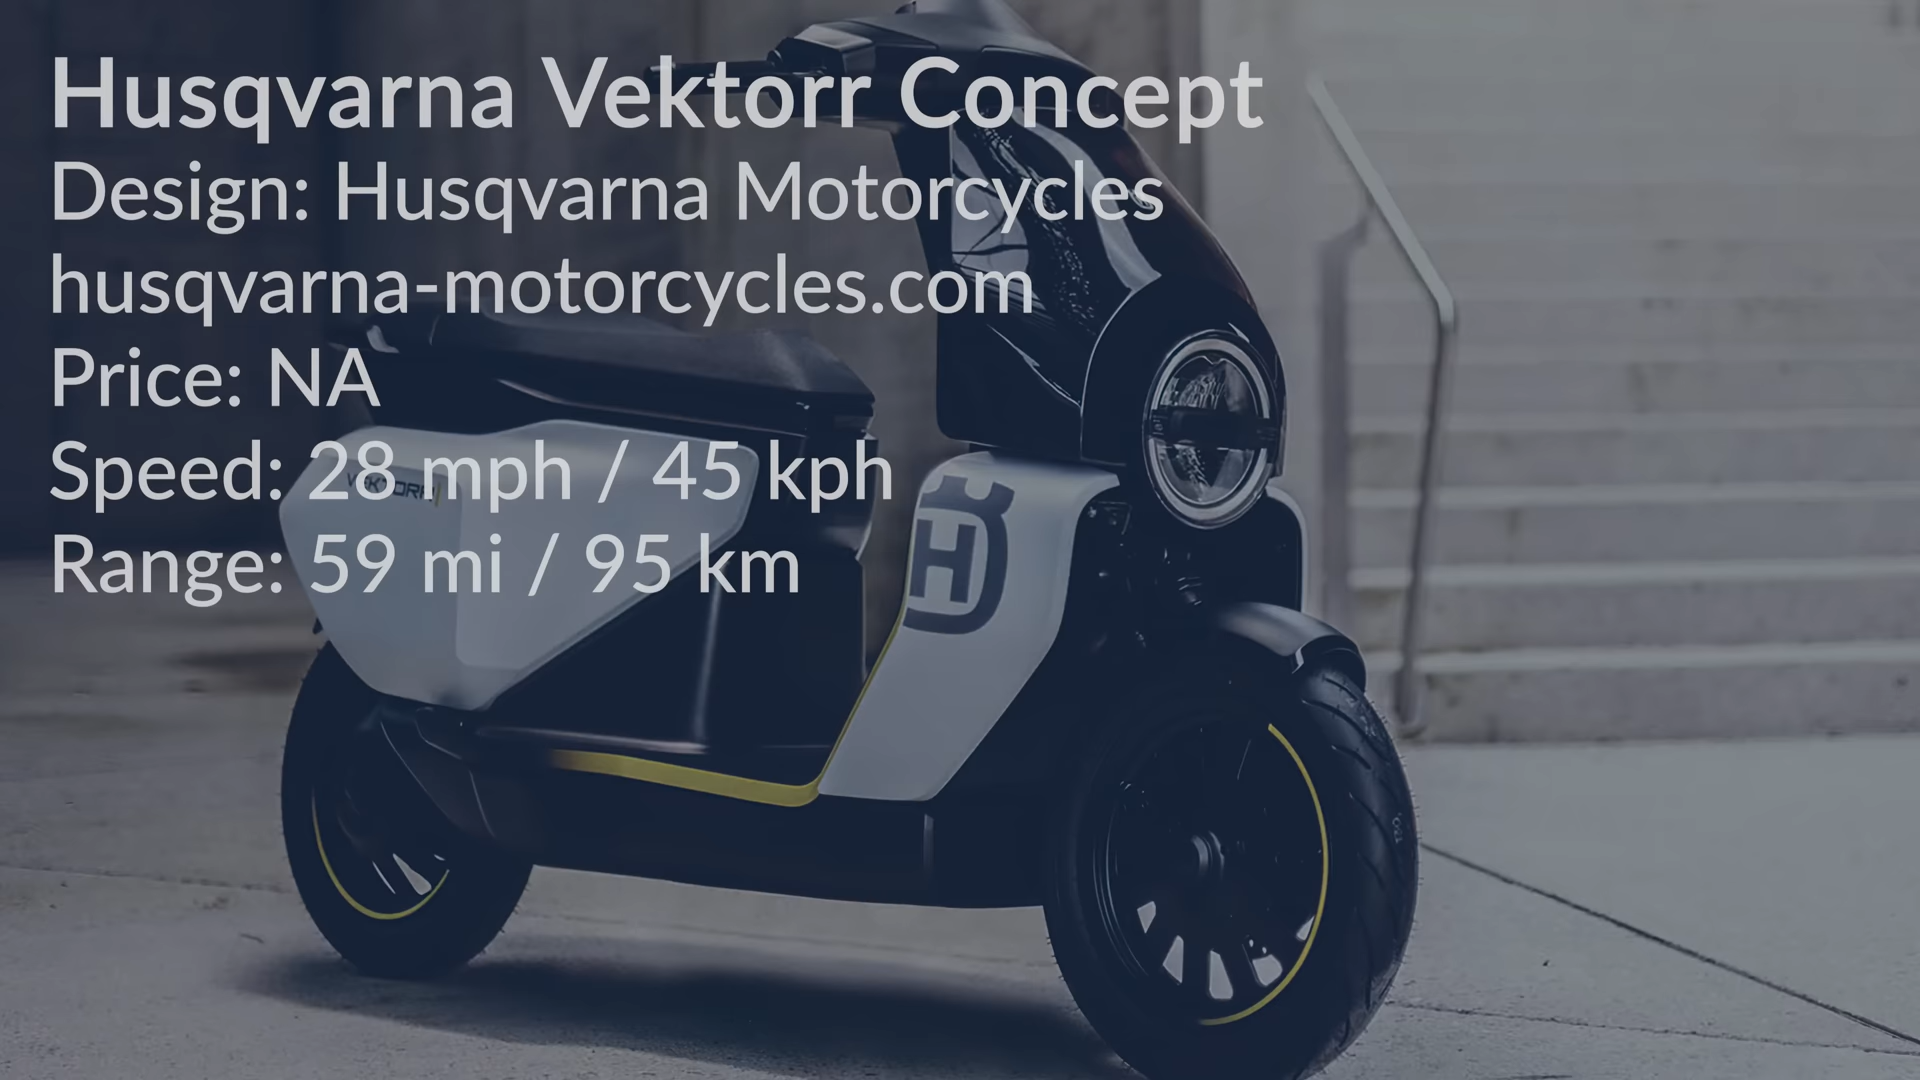 Husqvarna Vektorr Concept
Design: Husqvarna Motorcycles
husqvarna-motorcycles.com
Price: NA
Speed: 28 mph / 45 kph
Range: 59 mi / 95 km
VEKTORR
H